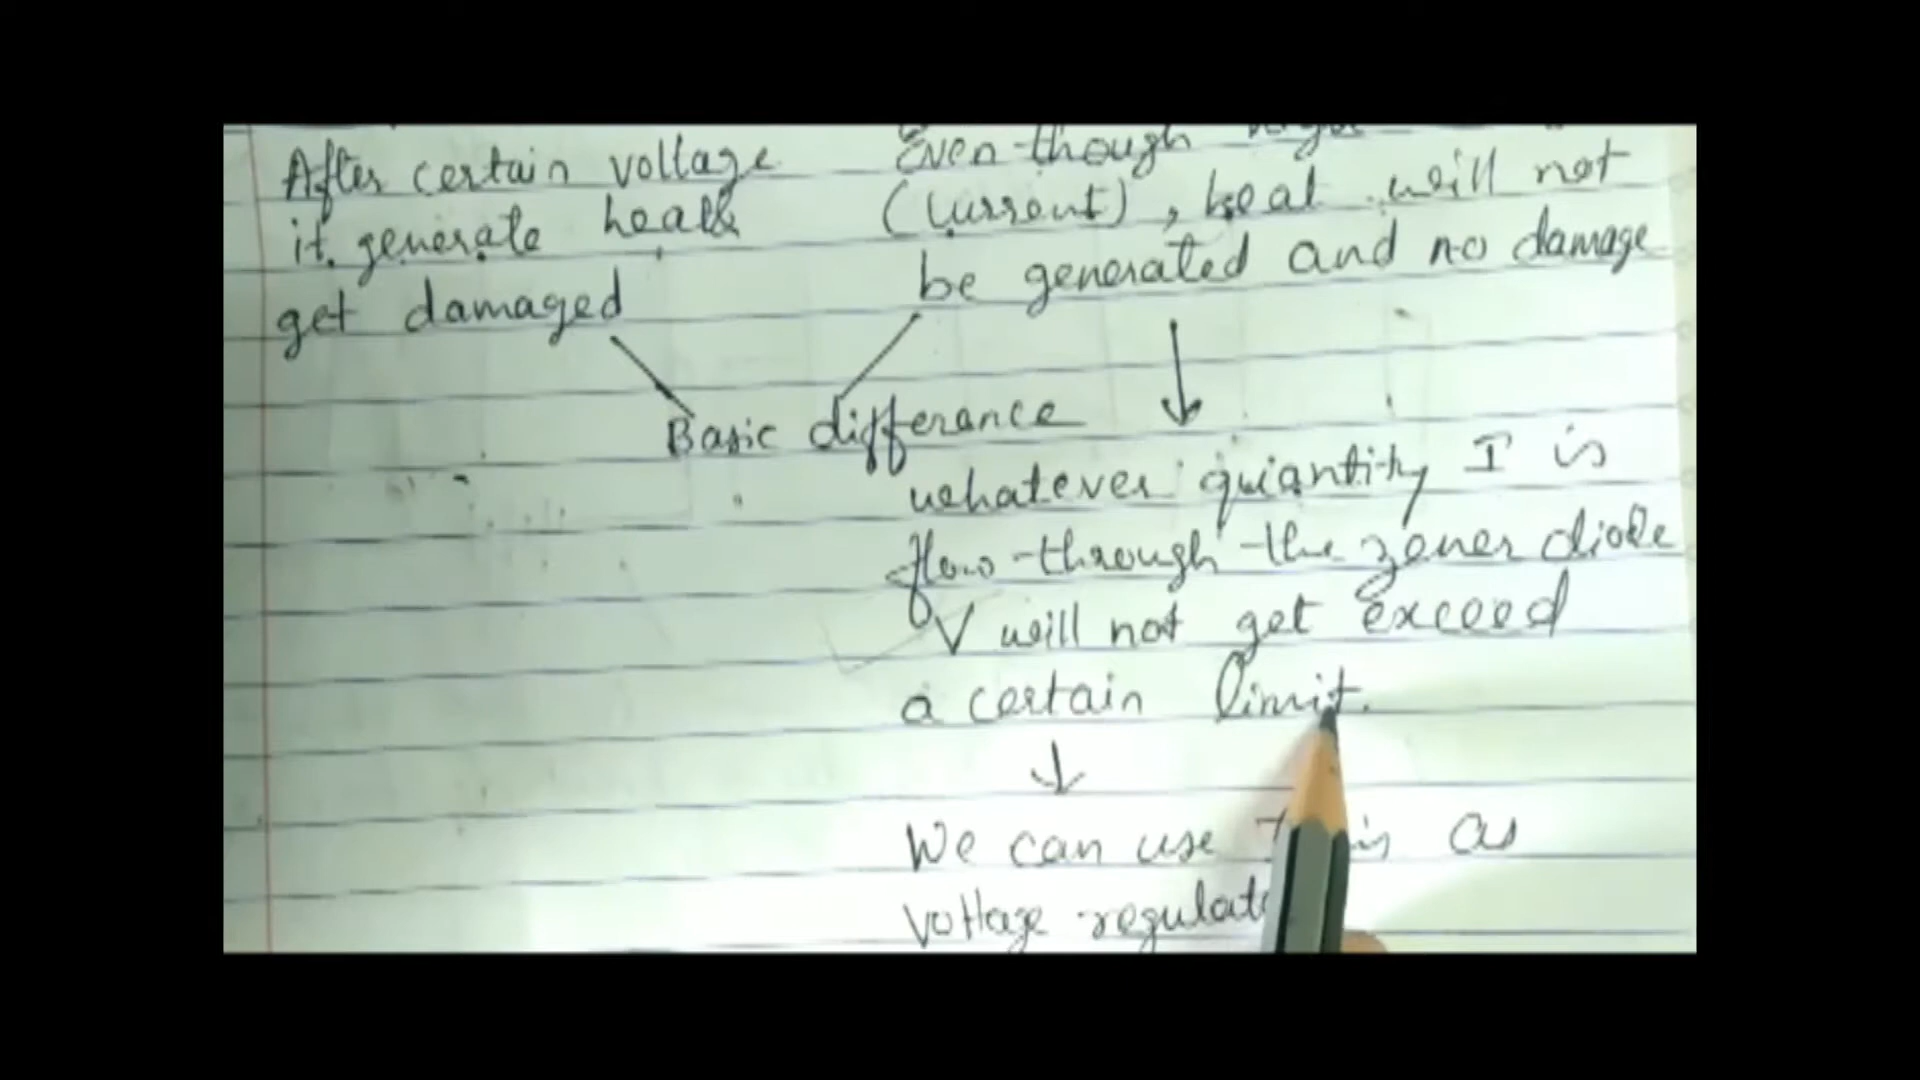 After certain voltage
it generate heat &
get damaged
Even though
(current), heat will not
be generated and no damage
Basic differance
whatever quantity I is
flow through the zener diode
V will not get exceed
a certain limit.
We can use as
voltage